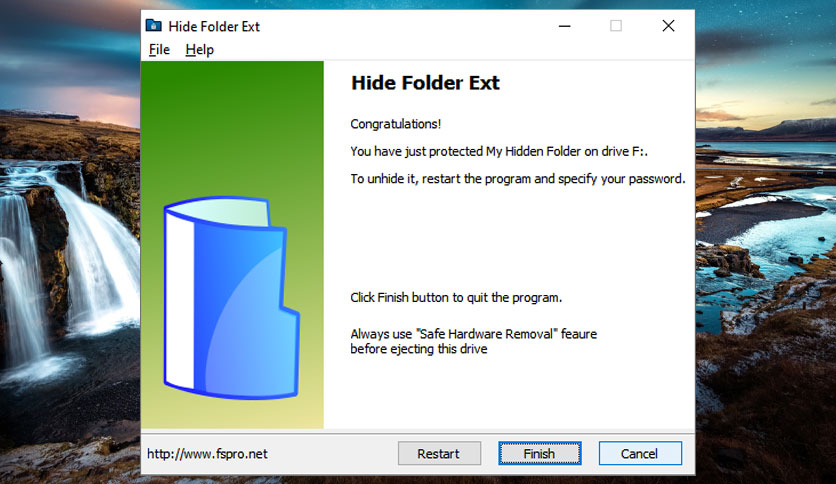 Hide Folder Ext
File Help
Hide Folder Ext
Congratulations!
You have just protected My Hidden Folder on drive F:.
To unhide it, restart the program and specify your password.
Click Finish button to quit the program.
Always use "Safe Hardware Removal" feaure
before ejecting this drive
http://www.fspro.net Restart Finish Cancel